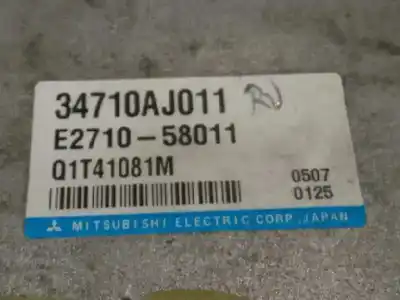 34710AJ011
E2710-58011
Q1T41081M
0507
0125
MITSUBISHI ELECTRIC CORP.,JAPAN